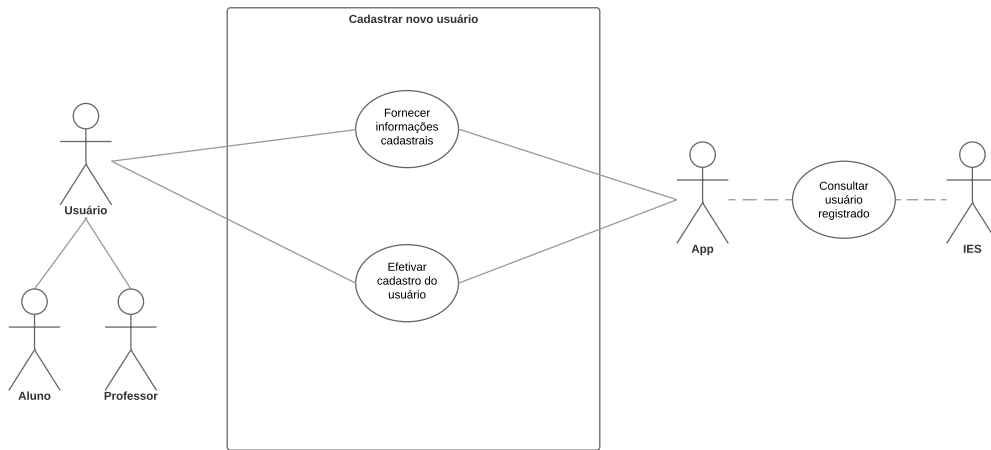 Cadastrar novo usuário
Fornecer
informações
cadastrais
Usuário
Efetivar
cadastro do
usuário
App
Consultar
usuário
registrado
IES
Aluno
Professor